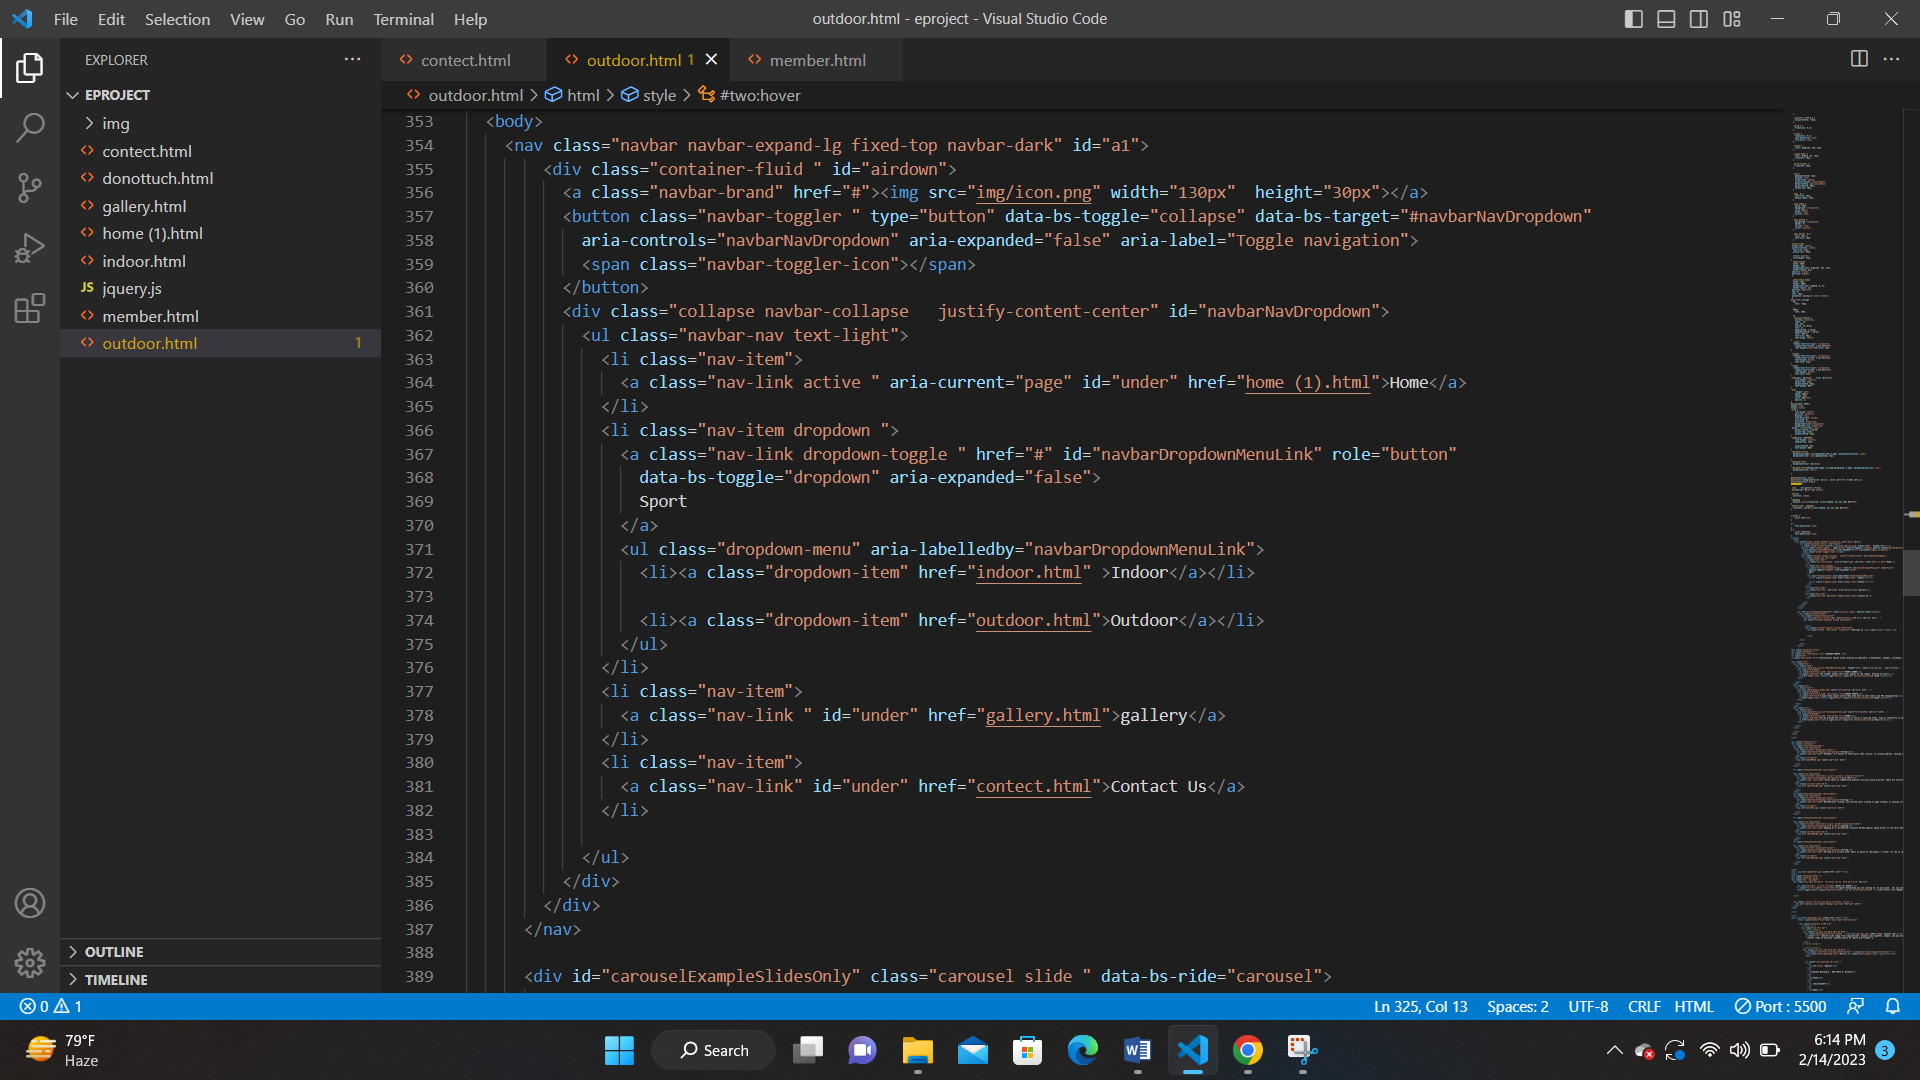 File Edit Selection View Go Run Terminal Help
outdoor.html - eproject - Visual Studio Code
EXPLORER
EPROJECT
img
contect.html
donottuch.html
gallery.html
home (1).html
indoor.html
JS jquery.js
member.html
outdoor.html 1
OUTLINE
TIMELINE
contect.html
outdoor.html 1
member.html
outdoor.html > html > style > #two:hover
353 <body>
354 <nav class="navbar navbar-expand-lg fixed-top navbar-dark" id="a1">
355 <div class="container-fluid " id="airdown">
356 <a class="navbar-brand" href="#"><img src="img/icon.png" width="130px"  height="30px"></a>
357 <button class="navbar-toggler " type="button" data-bs-toggle="collapse" data-bs-target="#navbarNavDropdown"
358 aria-controls="navbarNavDropdown" aria-expanded="false" aria-label="Toggle navigation">
359 <span class="navbar-toggler-icon"></span>
360 </button>
361 <div class="collapse navbar-collapse   justify-content-center" id="navbarNavDropdown">
362 <ul class="navbar-nav text-light">
363 <li class="nav-item">
364 <a class="nav-link active " aria-current="page" id="under" href="home (1).html">Home</a>
365 </li>
366 <li class="nav-item dropdown ">
367 <a class="nav-link dropdown-toggle " href="#" id="navbarDropdownMenuLink" role="button"
368 data-bs-toggle="dropdown" aria-expanded="false">
369 Sport
370 </a>
371 <ul class="dropdown-menu" aria-labelledby="navbarDropdownMenuLink">
372 <li><a class="dropdown-item" href="indoor.html" >Indoor</a></li>
373
374 <li><a class="dropdown-item" href="outdoor.html">Outdoor</a></li>
375 </ul>
376 </li>
377 <li class="nav-item">
378 <a class="nav-link " id="under" href="gallery.html">gallery</a>
379 </li>
380 <li class="nav-item">
381 <a class="nav-link" id="under" href="contect.html">Contact Us</a>
382 </li>
383
384 </ul>
385 </div>
386 </div>
387 </nav>
388
389 <div id="carouselExampleSlidesOnly" class="carousel slide " data-bs-ride="carousel">
0 1
Ln 325, Col 13 Spaces: 2 UTF-8 CRLF HTML Port : 5500
79°F
Haze
Search
6:14 PM
2/14/2023
3